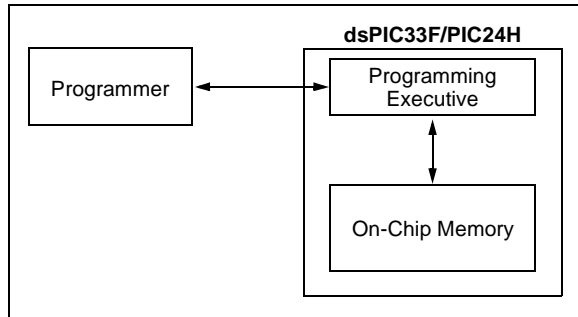 dsPIC33F/PIC24H
Programmer
Programming
Executive
On-Chip Memory